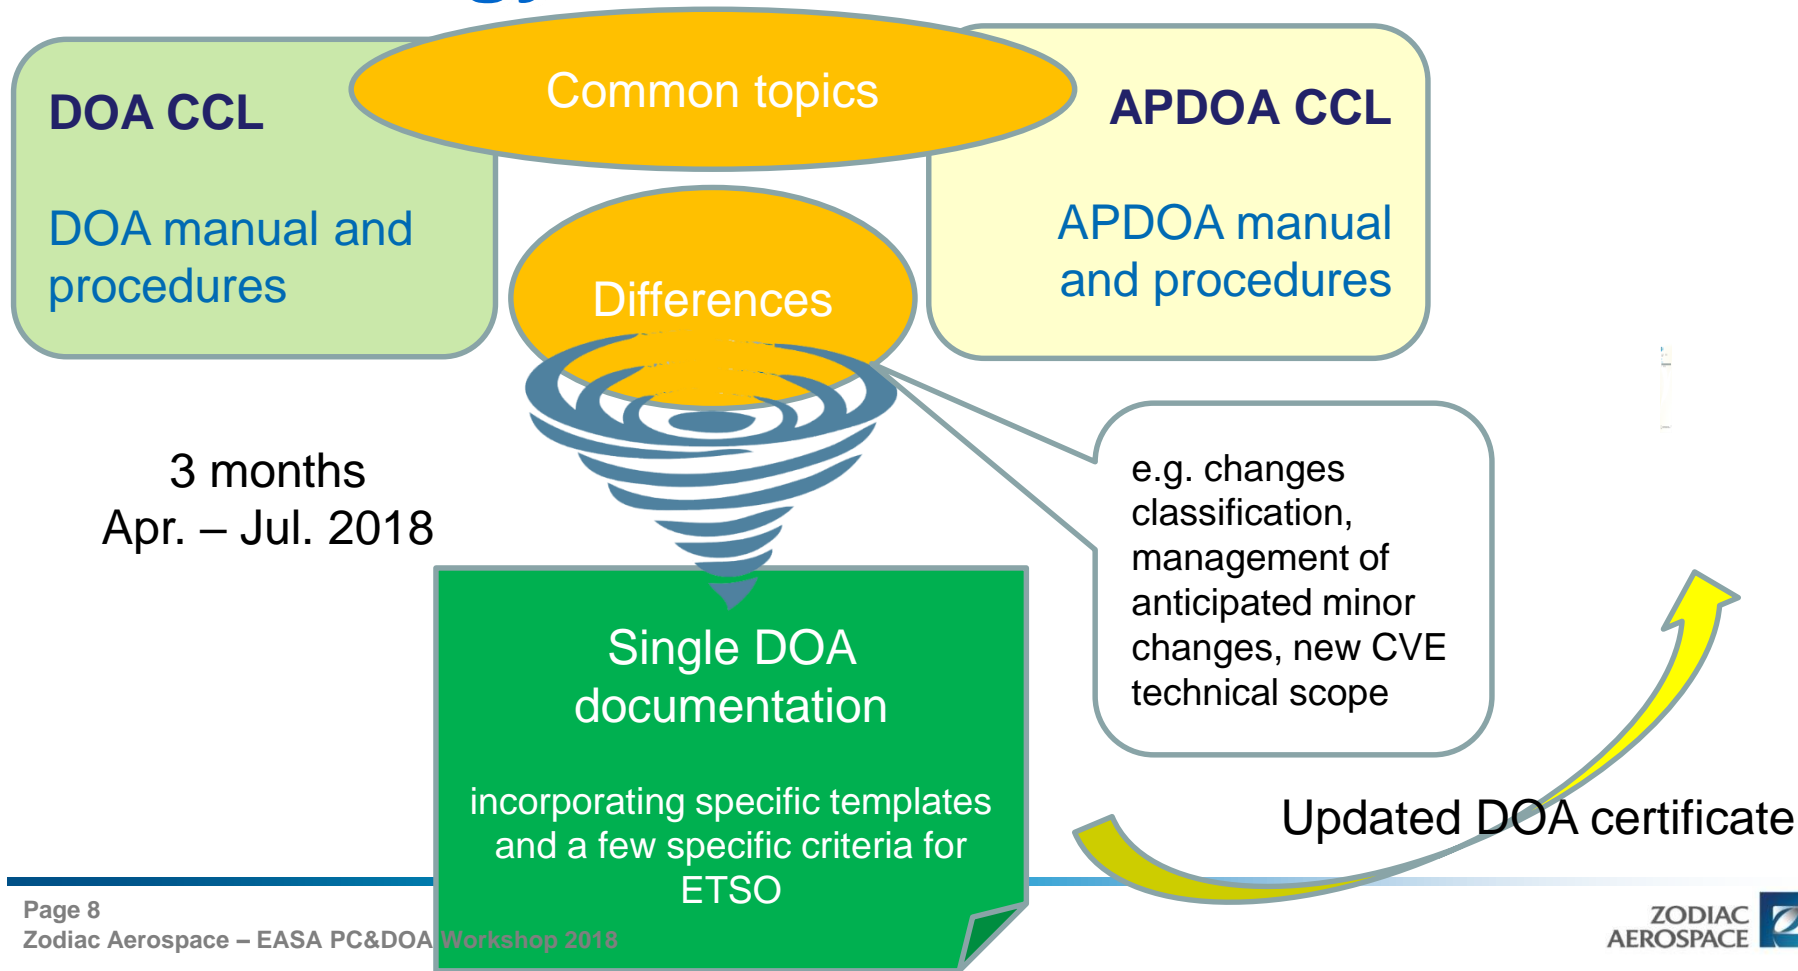 Common topics
DOA CCL
DOA manual and
procedures
APDOA CCL
APDOA manual
and procedures
Differences
3 months
Apr. – Jul. 2018
e.g. changes
classification,
management of
anticipated minor
changes, new CVE
technical scope
Single DOA
documentation
incorporating specific templates
and a few specific criteria for
ETSO
Updated DOA certificate
Page 8
Zodiac Aerospace – EASA PC&DOA Workshop 2018
ZODIAC
AEROSPACE